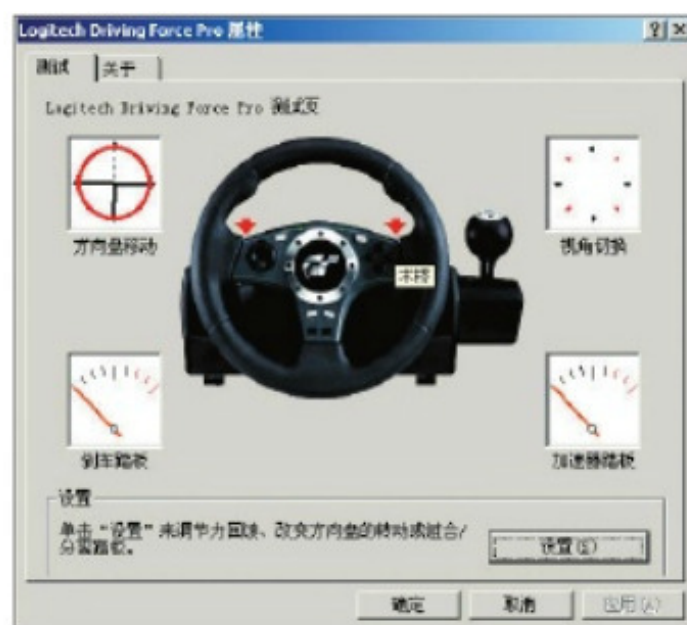 Logitech Driving Force Pro 属性
测试
关于
Logitech Driving Force Pro 测试页
方向盘移动
视角切换
刹车踏板
加速器踏板
设置
单击“设置”来调节力回馈、改变方向盘的转动或组合/
分离踏板。
设置(S)
确定
取消
应用(A)